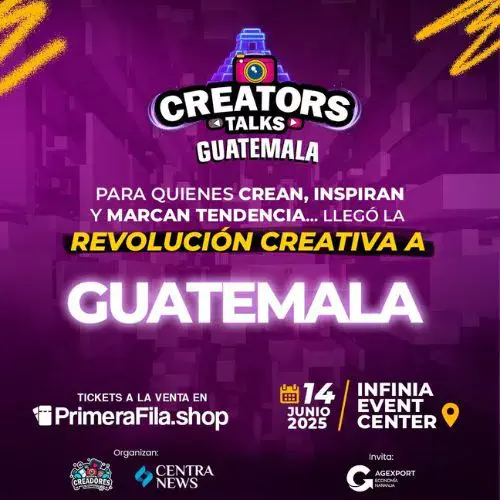 CREATORS
TALKS
GUATEMALA
PARA QUIENES CREAN, INSPIRAN
Y MARCAN TENDENCIA... LLEGÓ LA
REVOLUCIÓN CREATIVA A
GUATEMALA
TICKETS A LA VENTA EN
PrimeraFila.shop
14
JUNIO
2025
INFINIA
EVENT
CENTER
Organizan:
CREADORES
CENTRA
NEWS
Invita:
AGEXPORT
ECONOMÍA
NARANJA